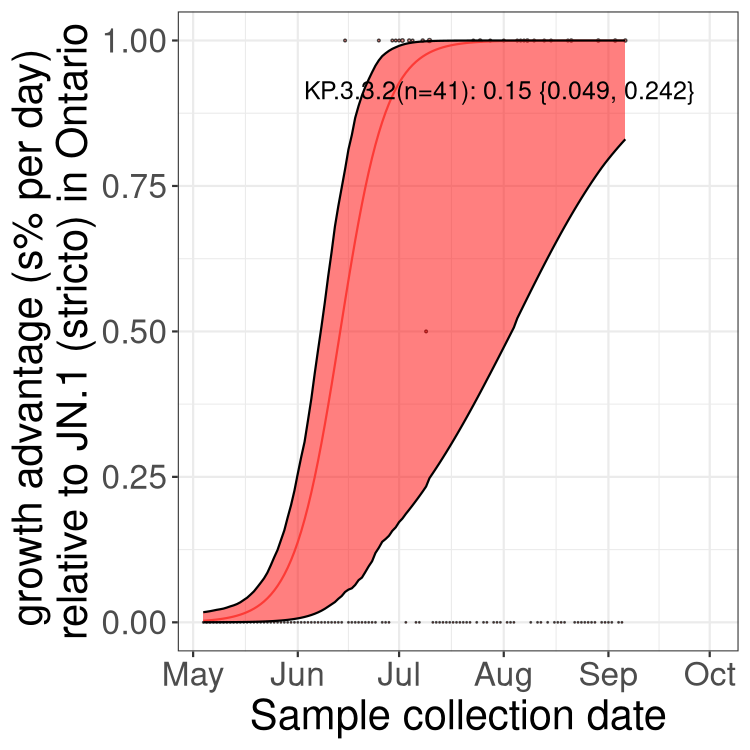 growth advantage (s% per day)
relative to JN.1 (stricto) in Ontario
1.00
0.75
0.50
0.25
0.00
KP.3.3.2(n=41): 0.15 {0.049, 0.242}
May Jun Jul Aug Sep Oct
Sample collection date